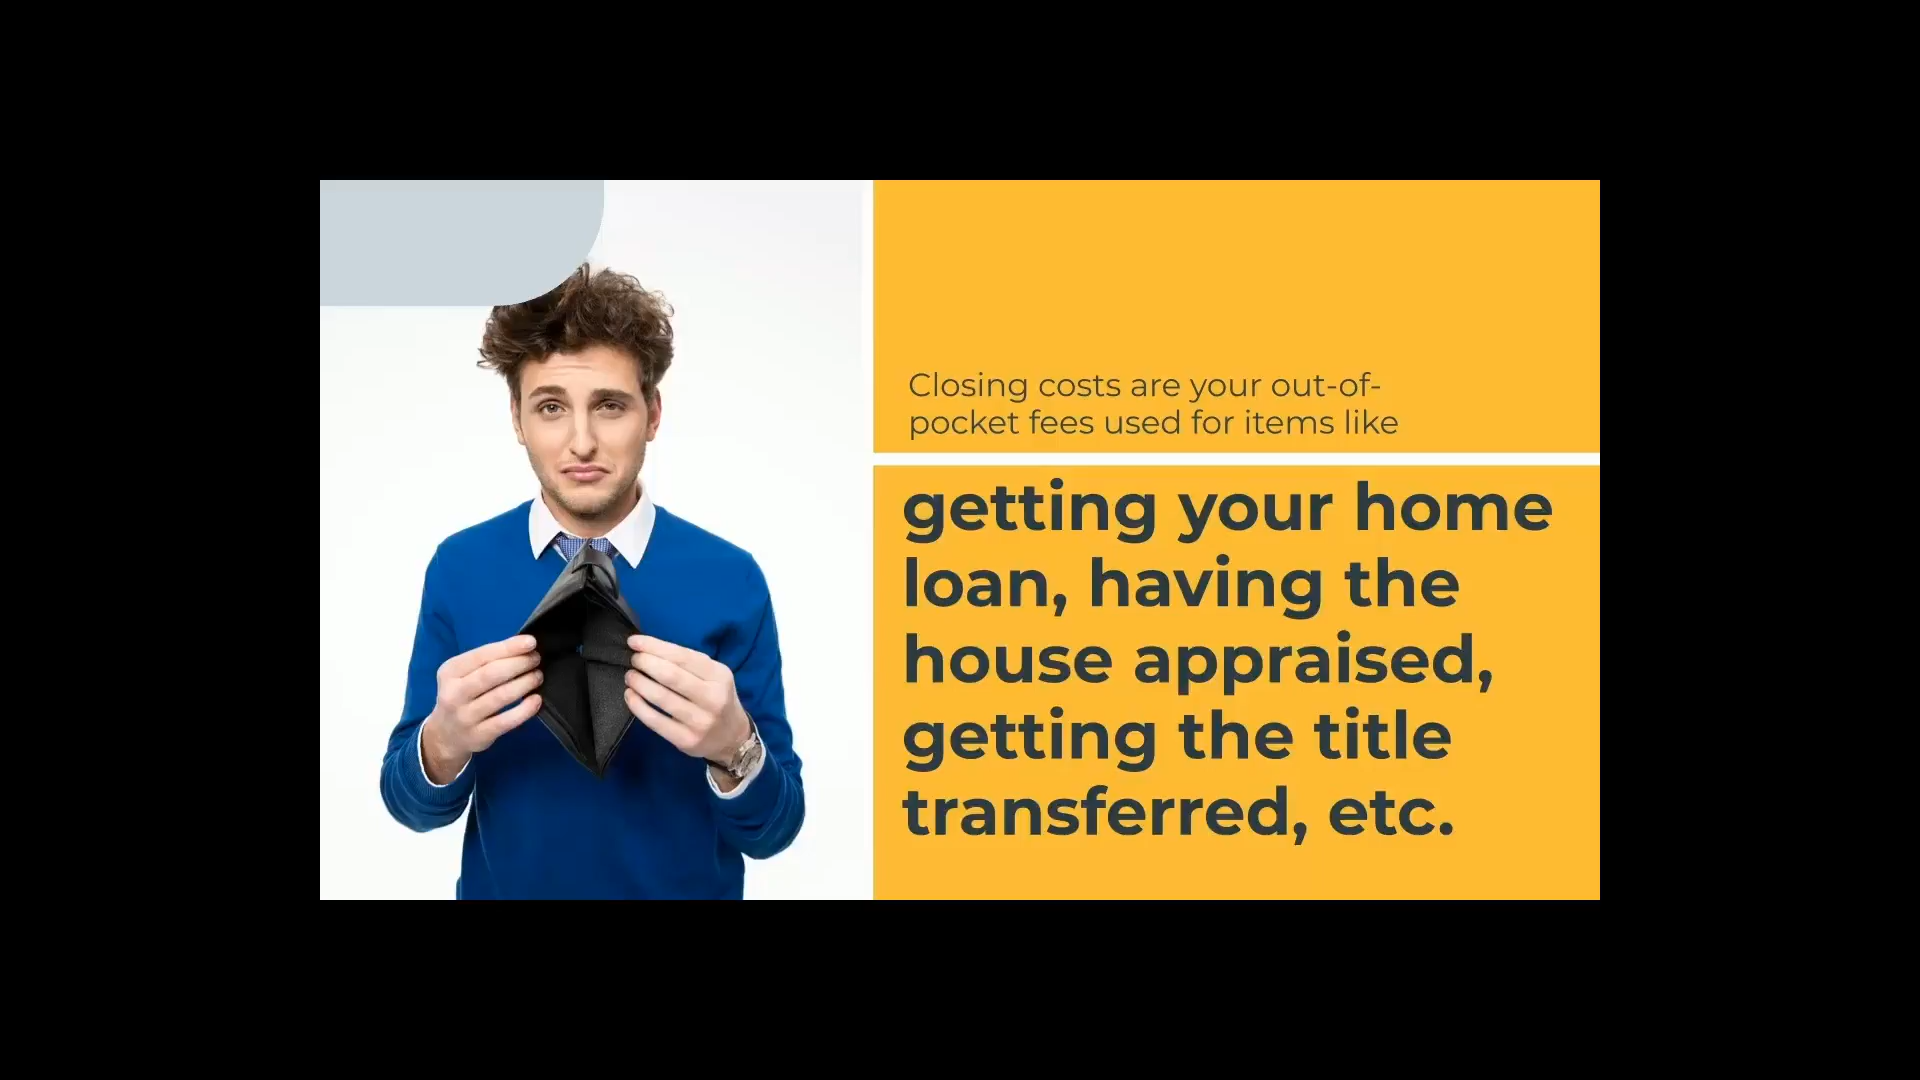 Closing costs are your out-of-
pocket fees used for items like
getting your home
loan, having the
house appraised,
getting the title
transferred, etc.